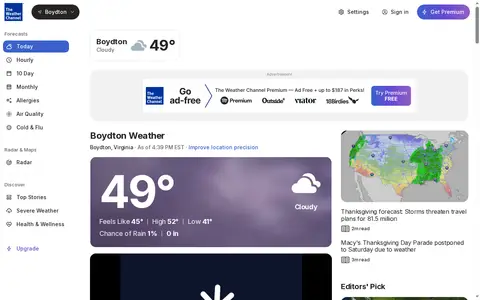 The
Weather
Channel
Boydton
Settings
Sign in
Get Premium
Forecasts
Today
Hourly
10 Day
Monthly
Allergies
Air Quality
Cold & Flu
Radar & Maps
Radar
Discover
Top Stories
Severe Weather
Health & Wellness
Upgrade
Boydton
Cloudy
49°
Advertisement
The
Weather
Channel
Go
ad-free
The Weather Channel Premium — Ad Free + up to $187 in Perks!
Premium
Outside+
viator
18Birdies
Try Premium
FREE
Boydton Weather
Boydton, Virginia · As of 4:39 PM EST · Improve location precision
49°
Cloudy
Feels Like 45° | High 52° | Low 41°
Chance of Rain 1% | 0 in
Thanksgiving forecast: Storms threaten travel
plans for 81.5 million
2m read
Macy's Thanksgiving Day Parade postponed
to Saturday due to weather
3m read
Editors' Pick